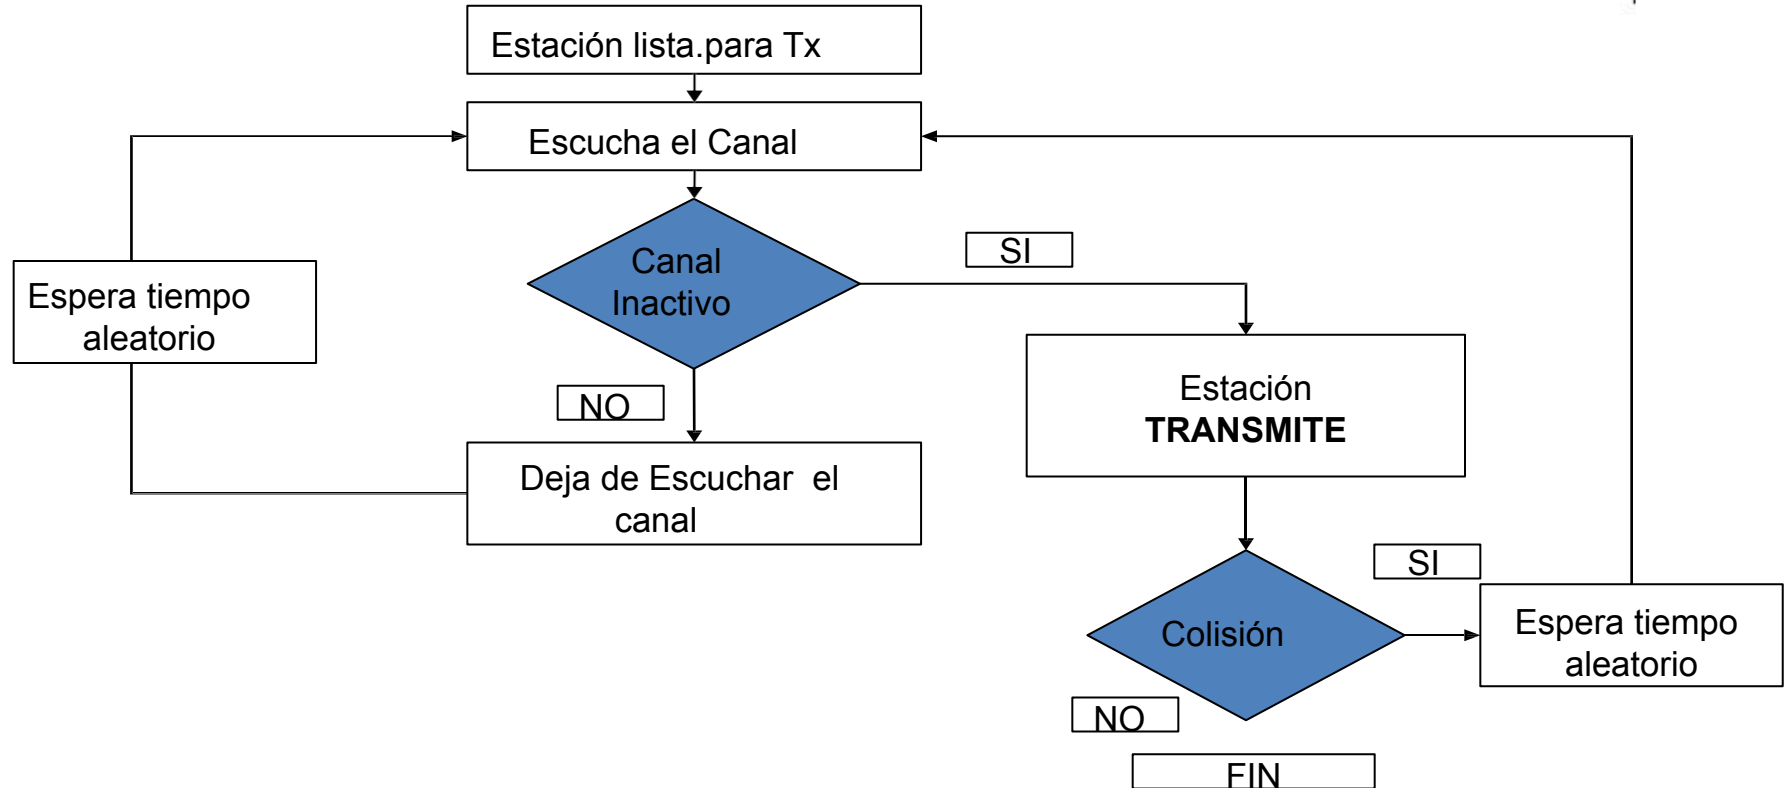 Estación lista.para Tx
Escucha el Canal
Canal
Inactivo
SI
Espera tiempo
aleatorio
NO
Estación
TRANSMITE
Deja de Escuchar  el
canal
SI
Colisión
Espera tiempo
aleatorio
NO
FIN